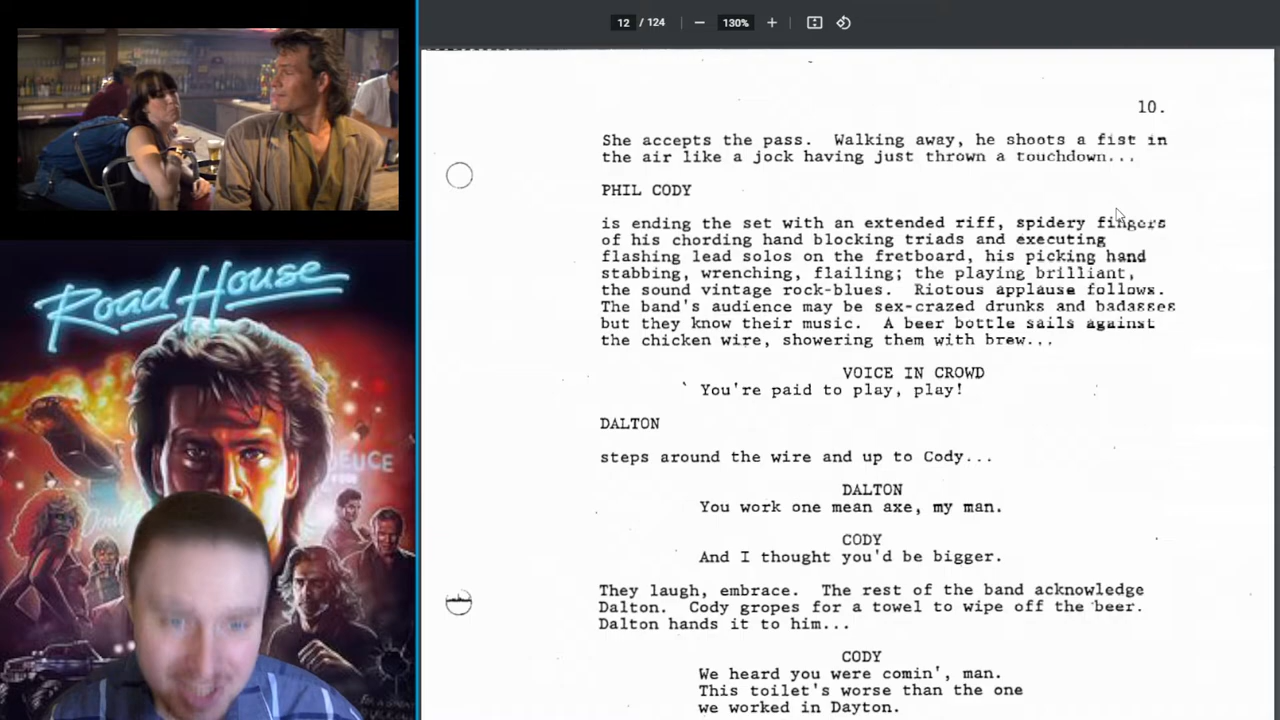 12 / 124
130%
Road House
DEUCE
Double
10.
She accepts the pass. Walking away, he shoots a fist in
the air like a jock having just thrown a touchdown...
PHIL CODY
is ending the set with an extended riff, spidery fingers
of his chording hand blocking triads and executing
flashing lead solos on the fretboard, his picking hand
stabbing, wrenching, flailing; the playing brilliant,
the sound vintage rock-blues. Riotous applause follows.
The band's audience may be sex-crazed drunks and badasses
but they know their music. A beer bottle sails against
the chicken wire, showering them with brew...
VOICE IN CROWD
You're paid to play, play!
DALTON
steps around the wire and up to Cody...
DALTON
You work one mean axe, my man.
CODY
And I thought you'd be bigger.
They laugh, embrace. The rest of the band acknowledge
Dalton. Cody gropes for a towel to wipe off the beer.
Dalton hands it to him...
CODY
We heard you were comin', man.
This toilet's worse than the one
we worked in Dayton.